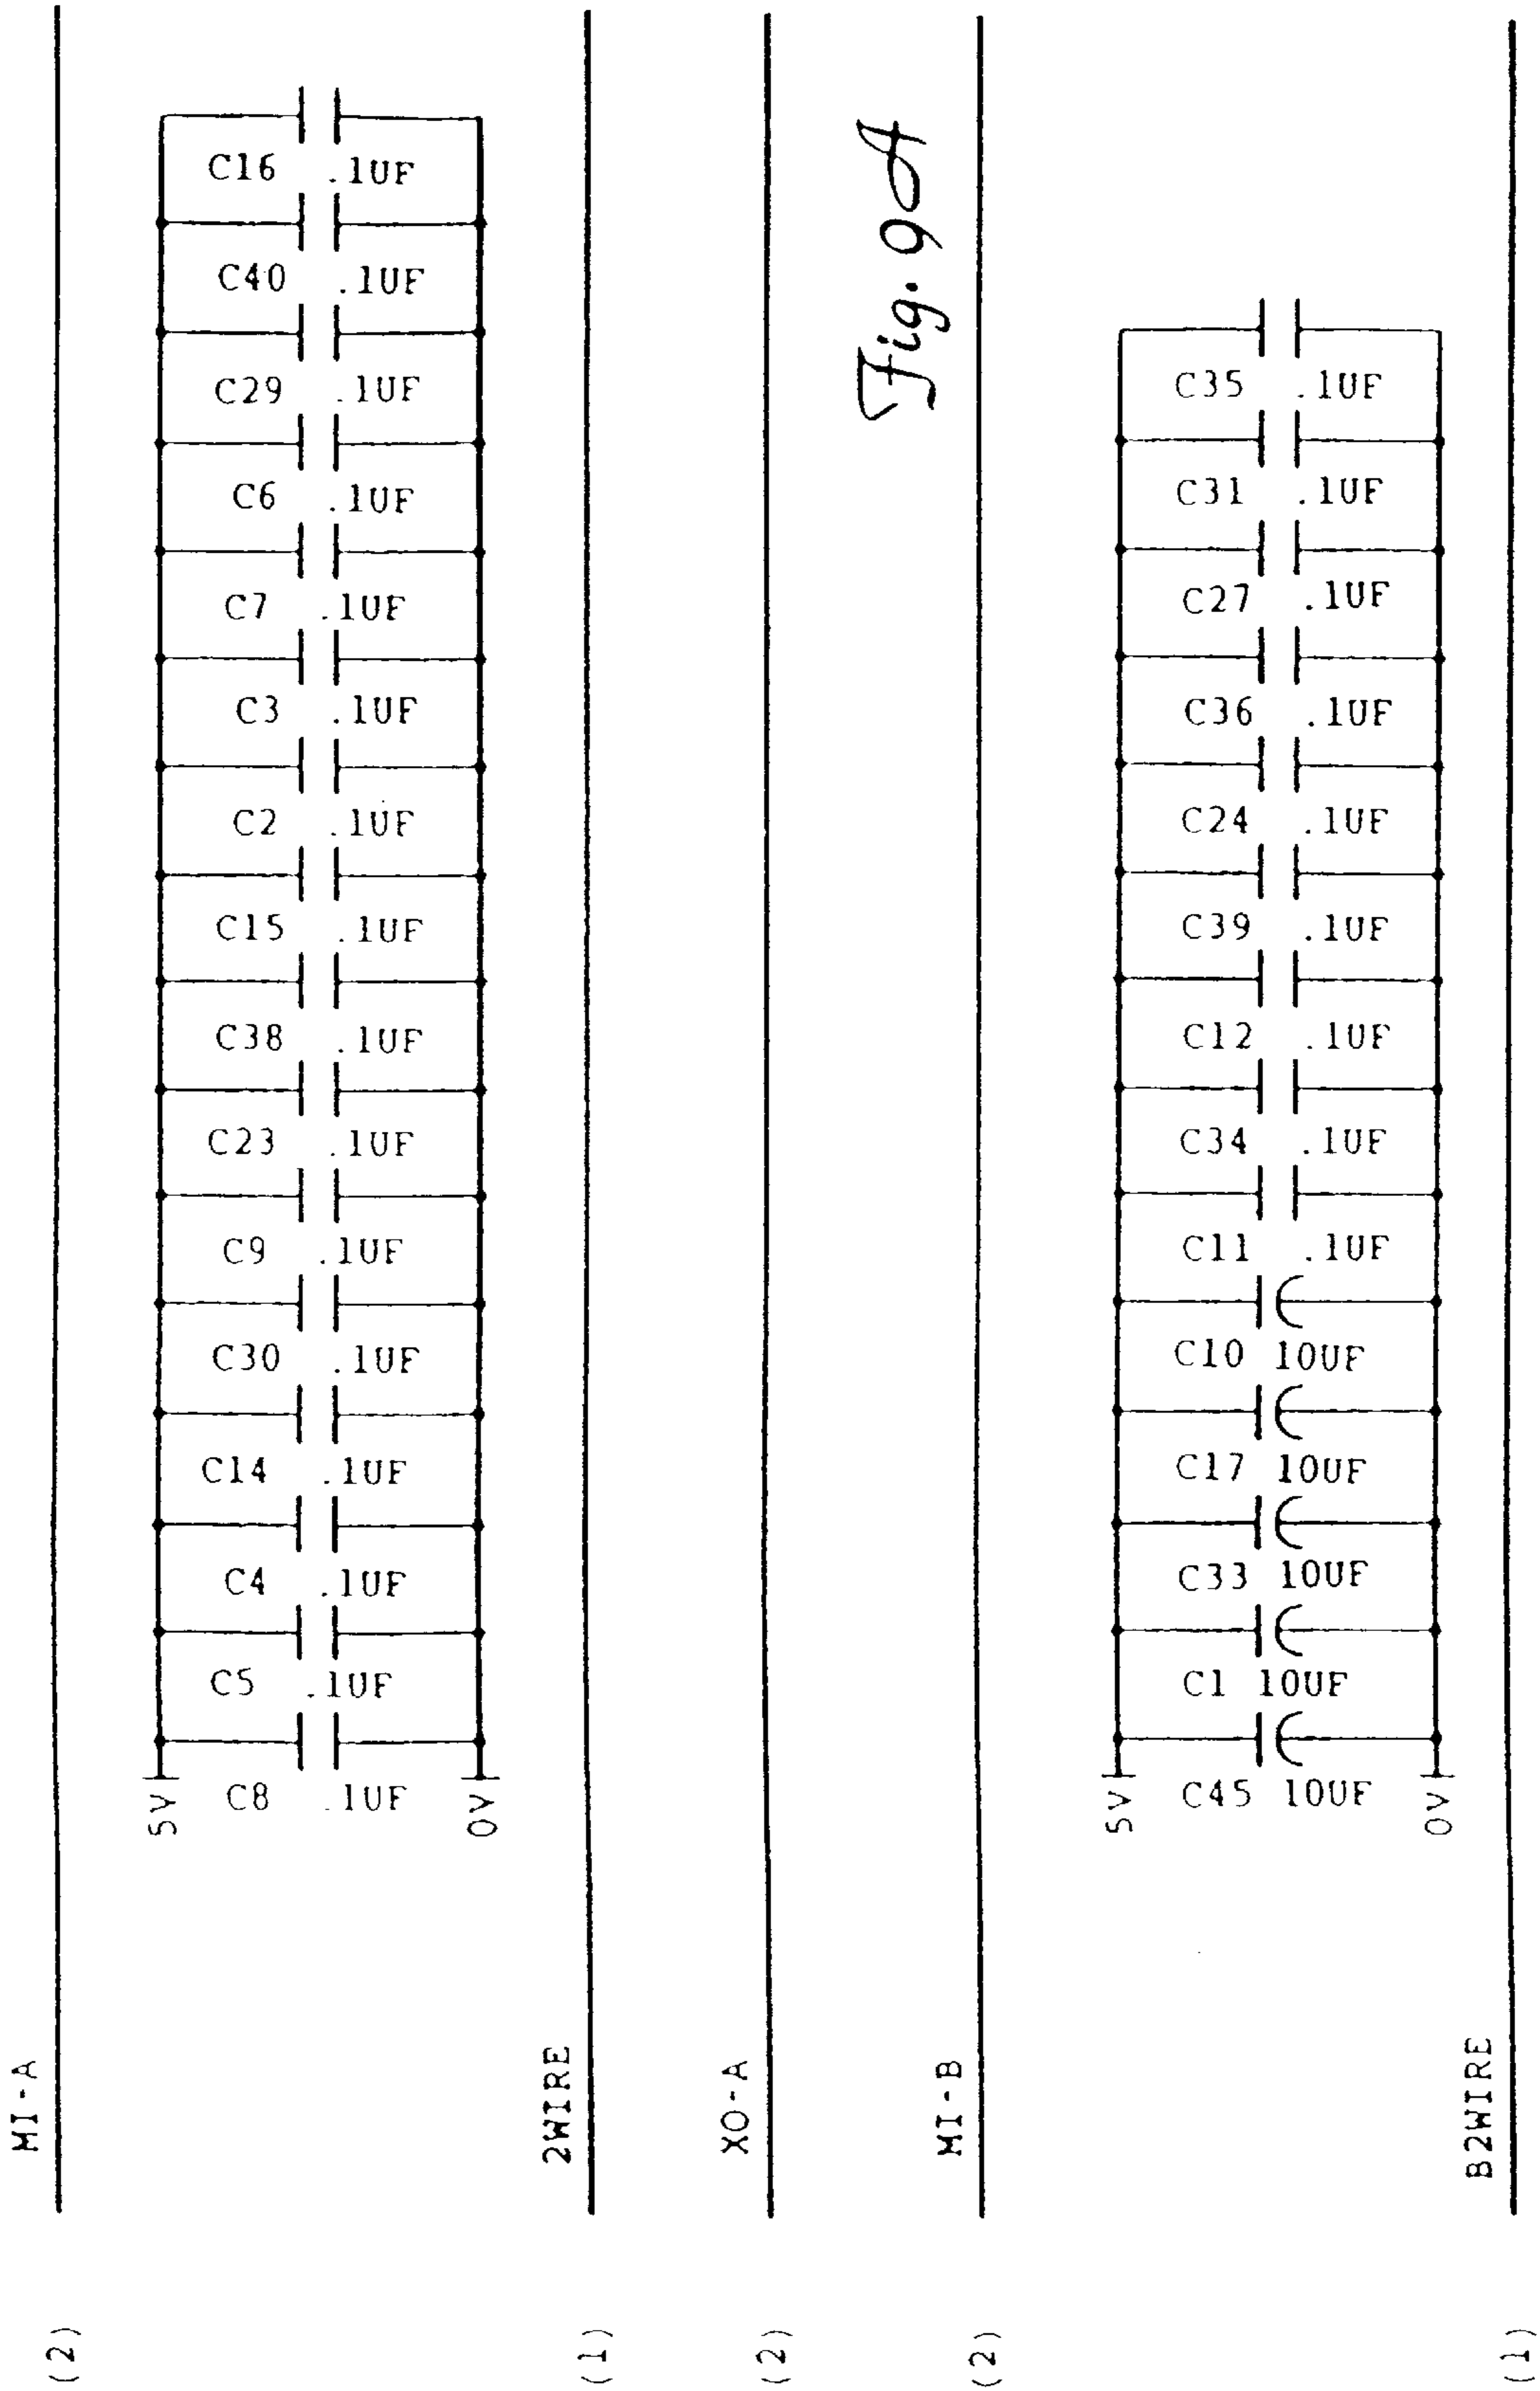 MI-A
(2)
C16 .1UF
C40 .1UF
C29 .1UF
C6 .1UF
C7 .1UF
C3 .1UF
C2 .1UF
C15 .1UF
C38 .1UF
C23 .1UF
C9 .1UF
C30 .1UF
C14 .1UF
C4 .1UF
C5 .1UF
C8 .1UF
5V
0V
2WIRE
(1)
XO-A
(2)
Fig. 9A
MI-B
(2)
C35 .1UF
C31 .1UF
C27 .1UF
C36 .1UF
C24 .1UF
C39 .1UF
C12 .1UF
C34 .1UF
C11 .1UF
C10 10UF
C17 10UF
C33 10UF
C1 10UF
C45 10UF
5V
0V
B2WIRE
(1)